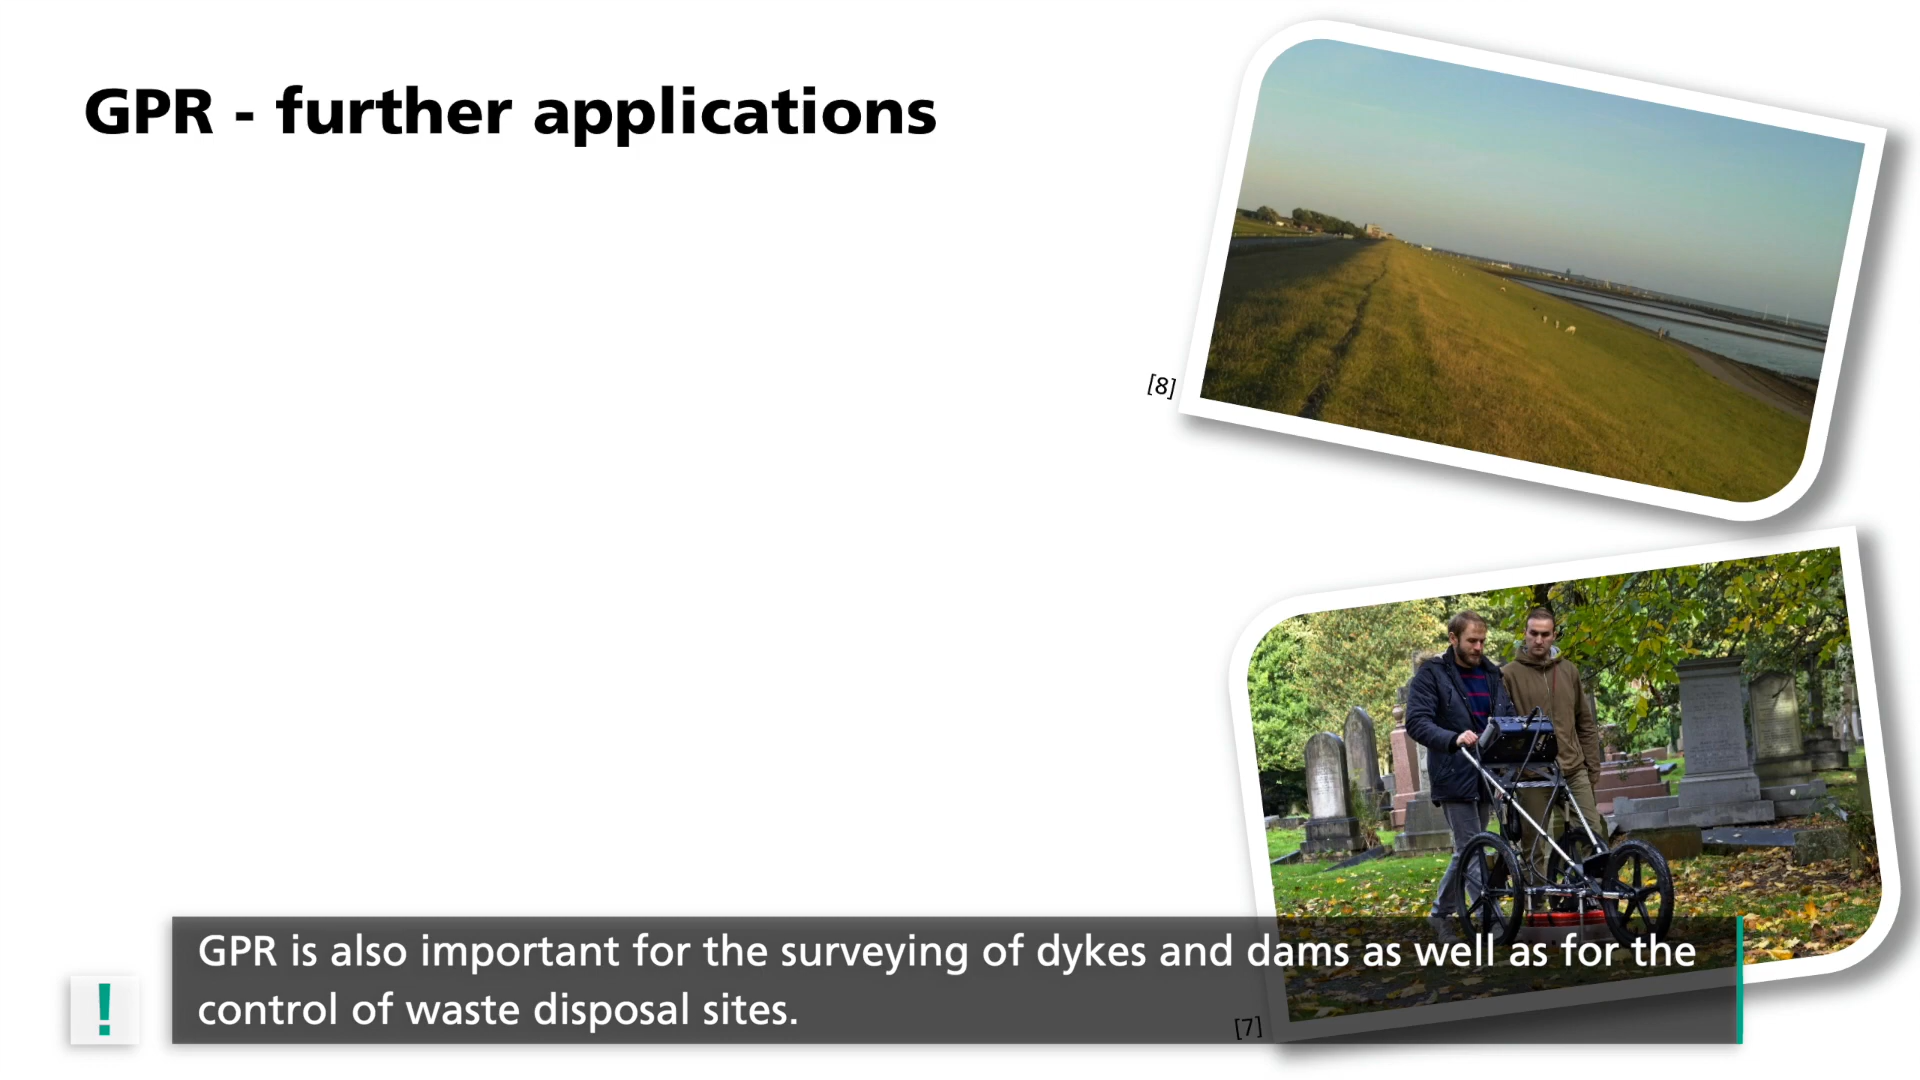 GPR - further applications
[8]
GPR is also important for the surveying of dykes and dams as well as for the
control of waste disposal sites.
!
[7]